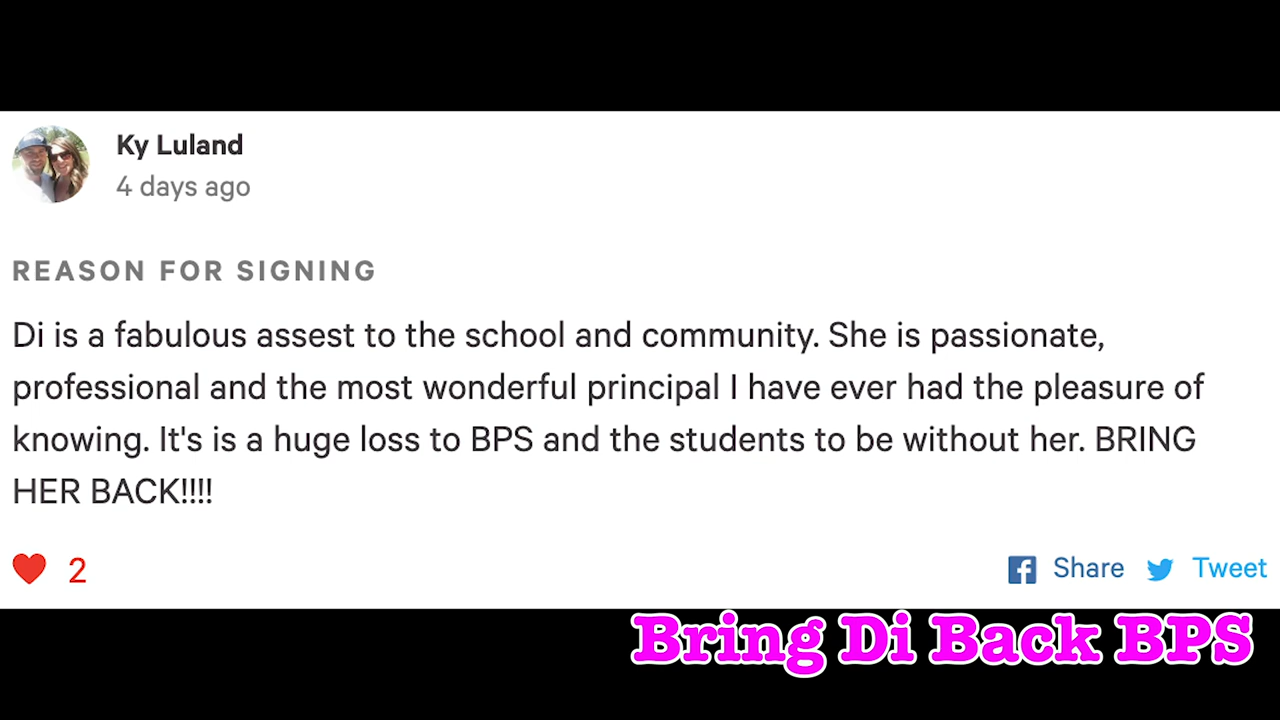 Ky Luland
4 days ago
REASON FOR SIGNING
Di is a fabulous assest to the school and community. She is passionate,
professional and the most wonderful principal I have ever had the pleasure of
knowing. It's is a huge loss to BPS and the students to be without her. BRING
HER BACK!!!!
2
Share Tweet
Bring Di Back BPS